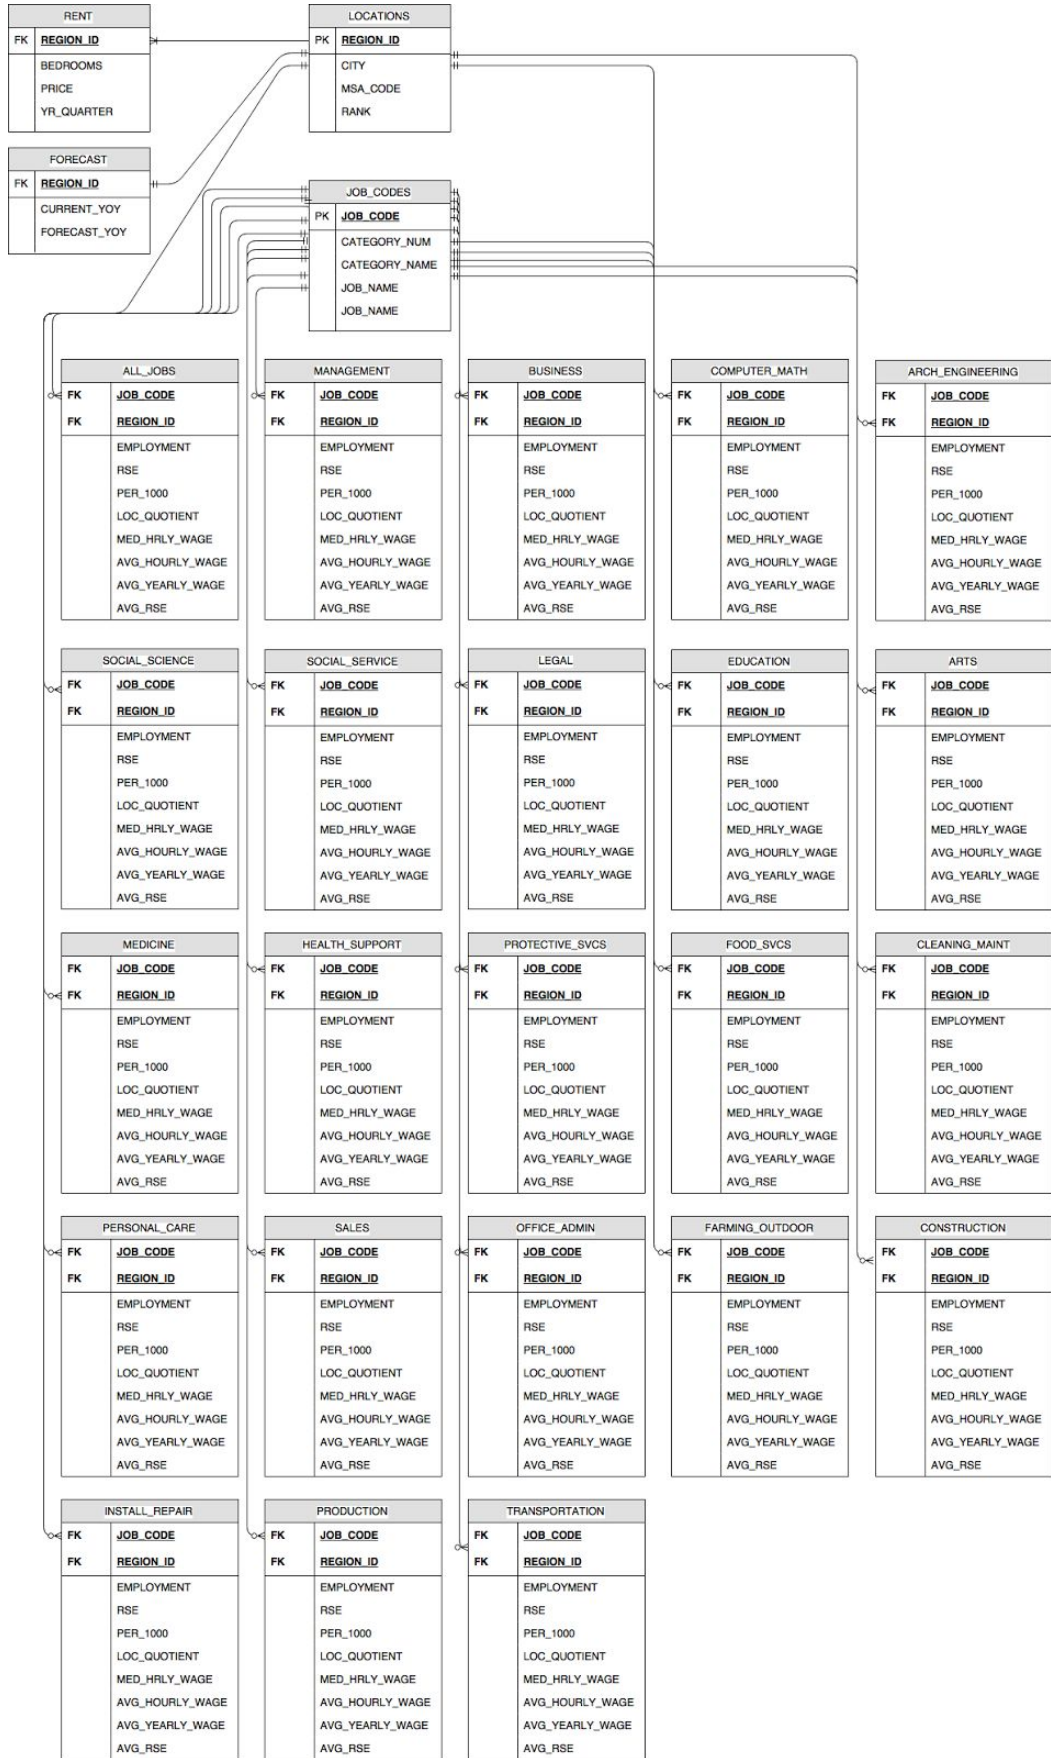 RENT
FK REGION_ID
BEDROOMS
PRICE
YR_QUARTER
LOCATIONS
PK REGION_ID
CITY
MSA_CODE
RANK
FORECAST
FK REGION_ID
CURRENT_YOY
FORECAST_YOY
JOB_CODES
PK JOB_CODE
CATEGORY_NUM
CATEGORY_NAME
JOB_NAME
JOB_NAME
ALL_JOBS
FK JOB_CODE
FK REGION_ID
EMPLOYMENT
RSE
PER_1000
LOC_QUOTIENT
MED_HRLY_WAGE
AVG_HOURLY_WAGE
AVG_YEARLY_WAGE
AVG_RSE
MANAGEMENT
FK JOB_CODE
FK REGION_ID
EMPLOYMENT
RSE
PER_1000
LOC_QUOTIENT
MED_HRLY_WAGE
AVG_HOURLY_WAGE
AVG_YEARLY_WAGE
AVG_RSE
BUSINESS
FK JOB_CODE
FK REGION_ID
EMPLOYMENT
RSE
PER_1000
LOC_QUOTIENT
MED_HRLY_WAGE
AVG_HOURLY_WAGE
AVG_YEARLY_WAGE
AVG_RSE
COMPUTER_MATH
FK JOB_CODE
FK REGION_ID
EMPLOYMENT
RSE
PER_1000
LOC_QUOTIENT
MED_HRLY_WAGE
AVG_HOURLY_WAGE
AVG_YEARLY_WAGE
AVG_RSE
ARCH_ENGINEERING
FK JOB_CODE
FK REGION_ID
EMPLOYMENT
RSE
PER_1000
LOC_QUOTIENT
MED_HRLY_WAGE
AVG_HOURLY_WAGE
AVG_YEARLY_WAGE
AVG_RSE
SOCIAL_SCIENCE
FK JOB_CODE
FK REGION_ID
EMPLOYMENT
RSE
PER_1000
LOC_QUOTIENT
MED_HRLY_WAGE
AVG_HOURLY_WAGE
AVG_YEARLY_WAGE
AVG_RSE
SOCIAL_SERVICE
FK JOB_CODE
FK REGION_ID
EMPLOYMENT
RSE
PER_1000
LOC_QUOTIENT
MED_HRLY_WAGE
AVG_HOURLY_WAGE
AVG_YEARLY_WAGE
AVG_RSE
LEGAL
FK JOB_CODE
FK REGION_ID
EMPLOYMENT
RSE
PER_1000
LOC_QUOTIENT
MED_HRLY_WAGE
AVG_HOURLY_WAGE
AVG_YEARLY_WAGE
AVG_RSE
EDUCATION
FK JOB_CODE
FK REGION_ID
EMPLOYMENT
RSE
PER_1000
LOC_QUOTIENT
MED_HRLY_WAGE
AVG_HOURLY_WAGE
AVG_YEARLY_WAGE
AVG_RSE
ARTS
FK JOB_CODE
FK REGION_ID
EMPLOYMENT
RSE
PER_1000
LOC_QUOTIENT
MED_HRLY_WAGE
AVG_HOURLY_WAGE
AVG_YEARLY_WAGE
AVG_RSE
MEDICINE
FK JOB_CODE
FK REGION_ID
EMPLOYMENT
RSE
PER_1000
LOC_QUOTIENT
MED_HRLY_WAGE
AVG_HOURLY_WAGE
AVG_YEARLY_WAGE
AVG_RSE
HEALTH_SUPPORT
FK JOB_CODE
FK REGION_ID
EMPLOYMENT
RSE
PER_1000
LOC_QUOTIENT
MED_HRLY_WAGE
AVG_HOURLY_WAGE
AVG_YEARLY_WAGE
AVG_RSE
PROTECTIVE_SVCS
FK JOB_CODE
FK REGION_ID
EMPLOYMENT
RSE
PER_1000
LOC_QUOTIENT
MED_HRLY_WAGE
AVG_HOURLY_WAGE
AVG_YEARLY_WAGE
AVG_RSE
FOOD_SVCS
FK JOB_CODE
FK REGION_ID
EMPLOYMENT
RSE
PER_1000
LOC_QUOTIENT
MED_HRLY_WAGE
AVG_HOURLY_WAGE
AVG_YEARLY_WAGE
AVG_RSE
CLEANING_MAINT
FK JOB_CODE
FK REGION_ID
EMPLOYMENT
RSE
PER_1000
LOC_QUOTIENT
MED_HRLY_WAGE
AVG_HOURLY_WAGE
AVG_YEARLY_WAGE
AVG_RSE
PERSONAL_CARE
FK JOB_CODE
FK REGION_ID
EMPLOYMENT
RSE
PER_1000
LOC_QUOTIENT
MED_HRLY_WAGE
AVG_HOURLY_WAGE
AVG_YEARLY_WAGE
AVG_RSE
SALES
FK JOB_CODE
FK REGION_ID
EMPLOYMENT
RSE
PER_1000
LOC_QUOTIENT
MED_HRLY_WAGE
AVG_HOURLY_WAGE
AVG_YEARLY_WAGE
AVG_RSE
OFFICE_ADMIN
FK JOB_CODE
FK REGION_ID
EMPLOYMENT
RSE
PER_1000
LOC_QUOTIENT
MED_HRLY_WAGE
AVG_HOURLY_WAGE
AVG_YEARLY_WAGE
AVG_RSE
FARMING_OUTDOOR
FK JOB_CODE
FK REGION_ID
EMPLOYMENT
RSE
PER_1000
LOC_QUOTIENT
MED_HRLY_WAGE
AVG_HOURLY_WAGE
AVG_YEARLY_WAGE
AVG_RSE
CONSTRUCTION
FK JOB_CODE
FK REGION_ID
EMPLOYMENT
RSE
PER_1000
LOC_QUOTIENT
MED_HRLY_WAGE
AVG_HOURLY_WAGE
AVG_YEARLY_WAGE
AVG_RSE
INSTALL_REPAIR
FK JOB_CODE
FK REGION_ID
EMPLOYMENT
RSE
PER_1000
LOC_QUOTIENT
MED_HRLY_WAGE
AVG_HOURLY_WAGE
AVG_YEARLY_WAGE
AVG_RSE
PRODUCTION
FK JOB_CODE
FK REGION_ID
EMPLOYMENT
RSE
PER_1000
LOC_QUOTIENT
MED_HRLY_WAGE
AVG_HOURLY_WAGE
AVG_YEARLY_WAGE
AVG_RSE
TRANSPORTATION
FK JOB_CODE
FK REGION_ID
EMPLOYMENT
RSE
PER_1000
LOC_QUOTIENT
MED_HRLY_WAGE
AVG_HOURLY_WAGE
AVG_YEARLY_WAGE
AVG_RSE